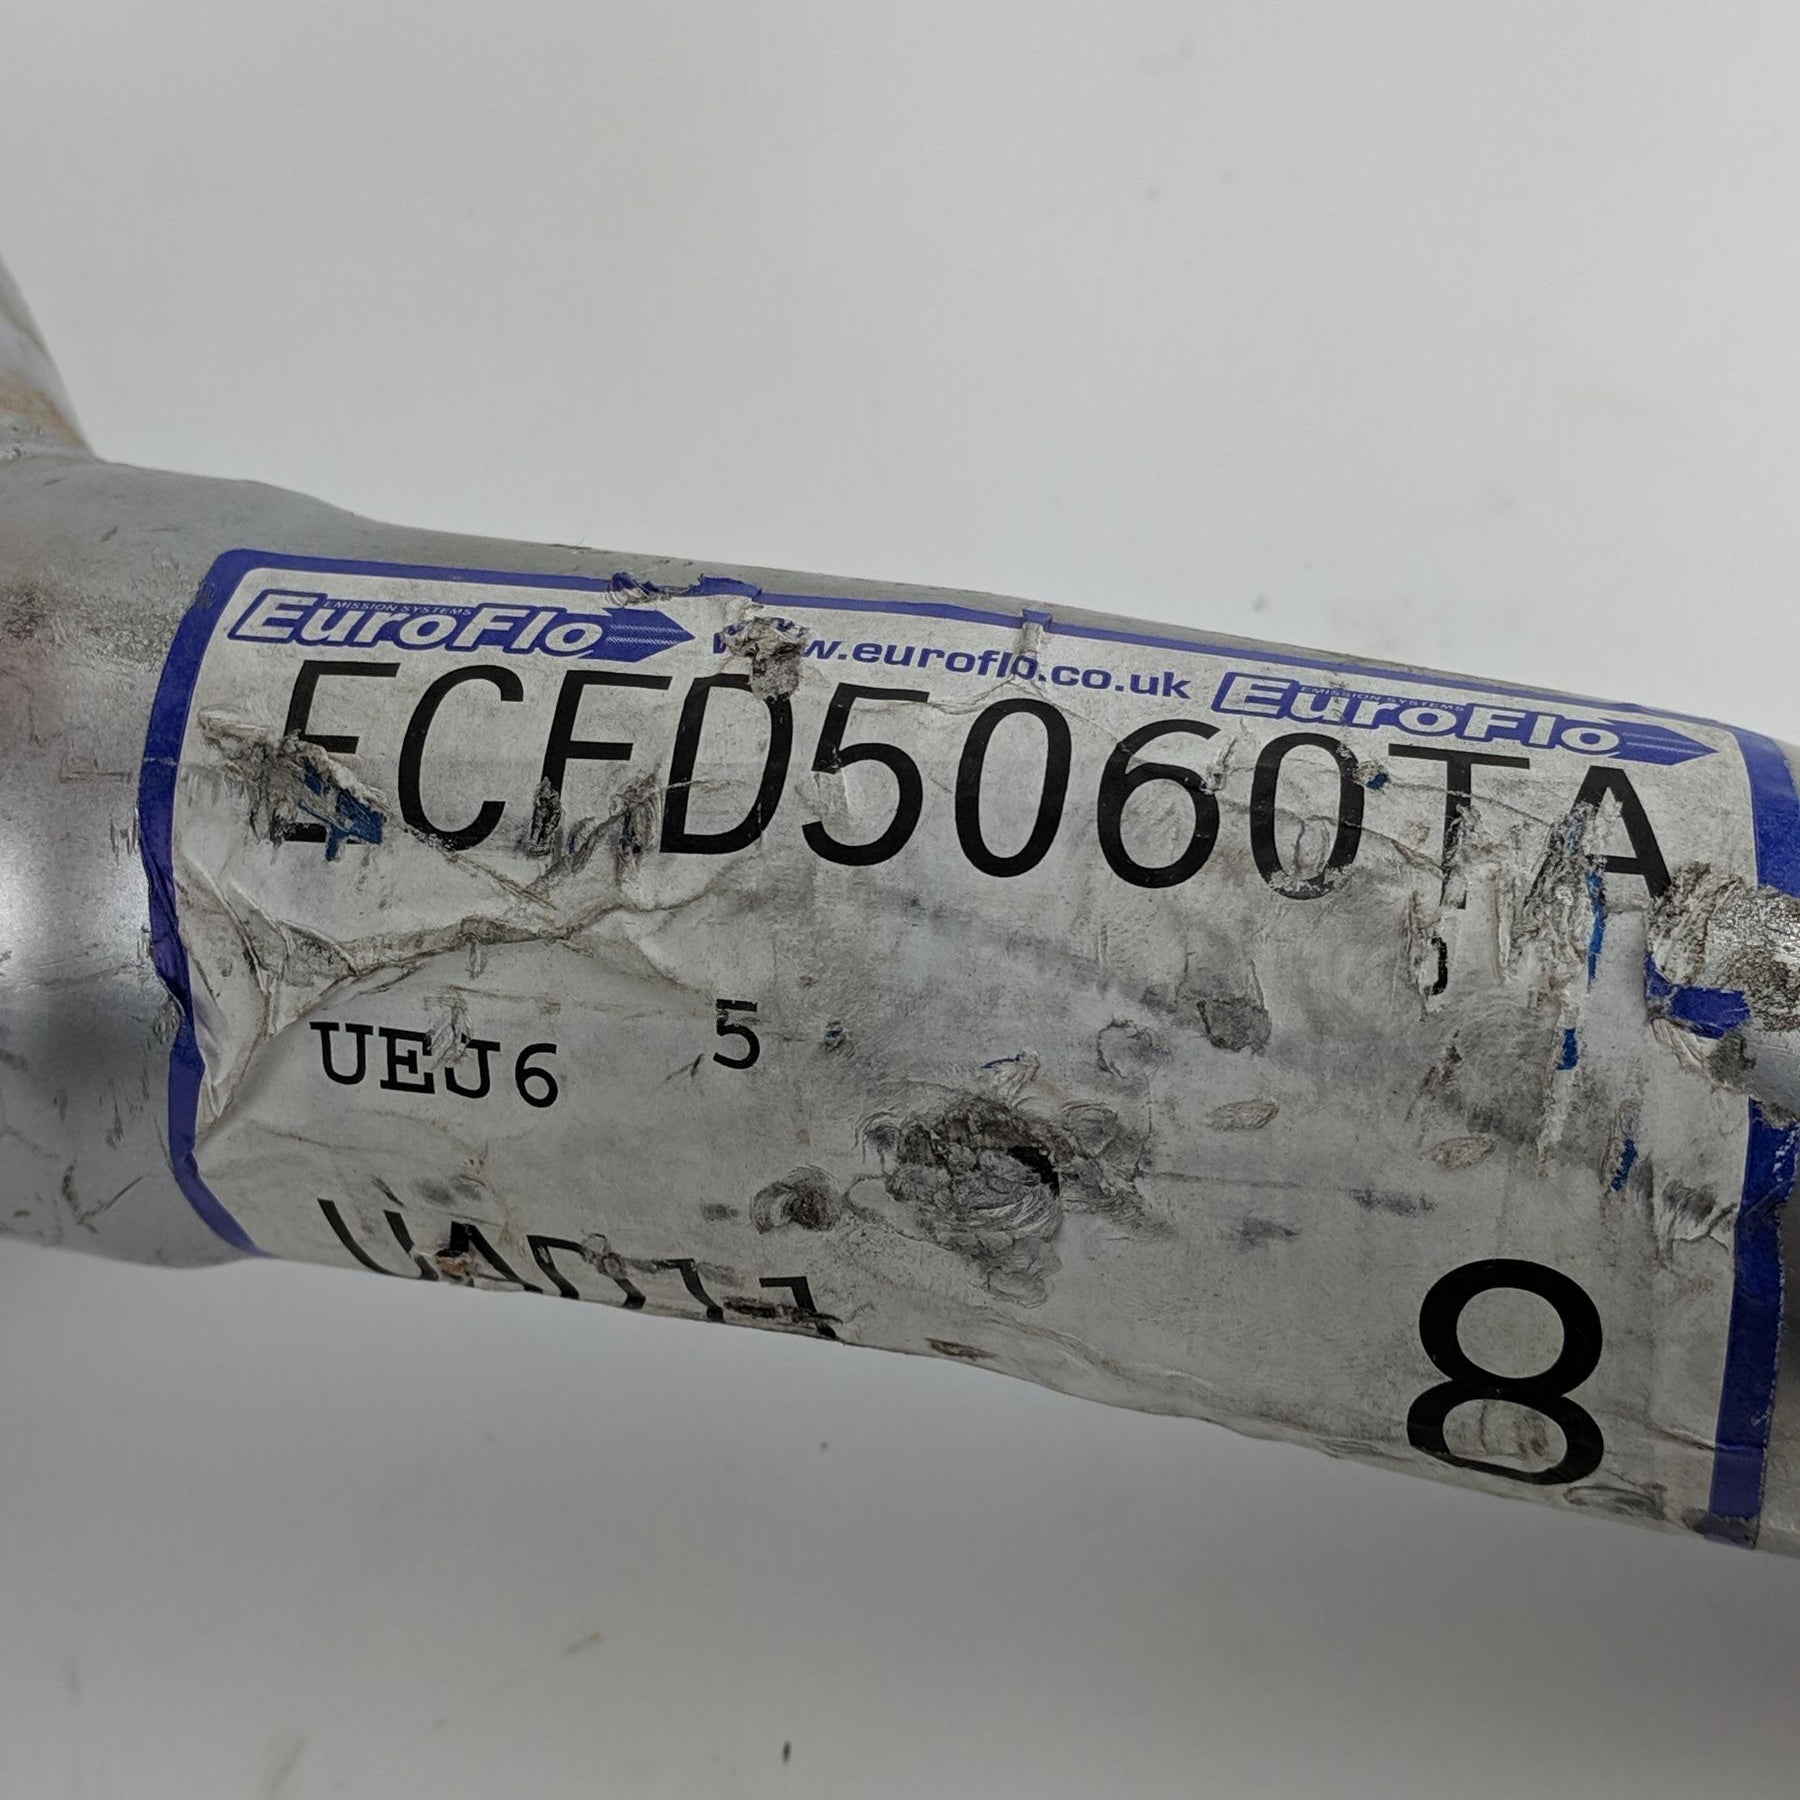 EuroFlo EMISSION SYSTEMS www.euroflo.co.uk EuroFlo EMISSION SYSTEMS
ECFD5060TA
UEJ6 5
8